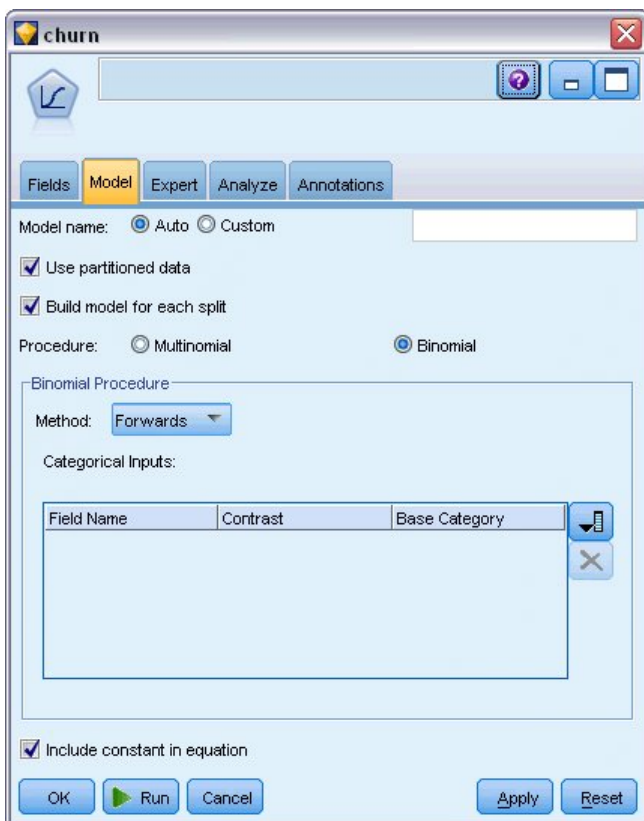 churn
Fields Model Expert Analyze Annotations
Model name: Auto Custom
Use partitioned data
Build model for each split
Procedure: Multinomial Binomial
Binomial Procedure
Method: Forwards
Categorical Inputs:
Field Name Contrast Base Category
Include constant in equation
OK Run Cancel Apply Reset